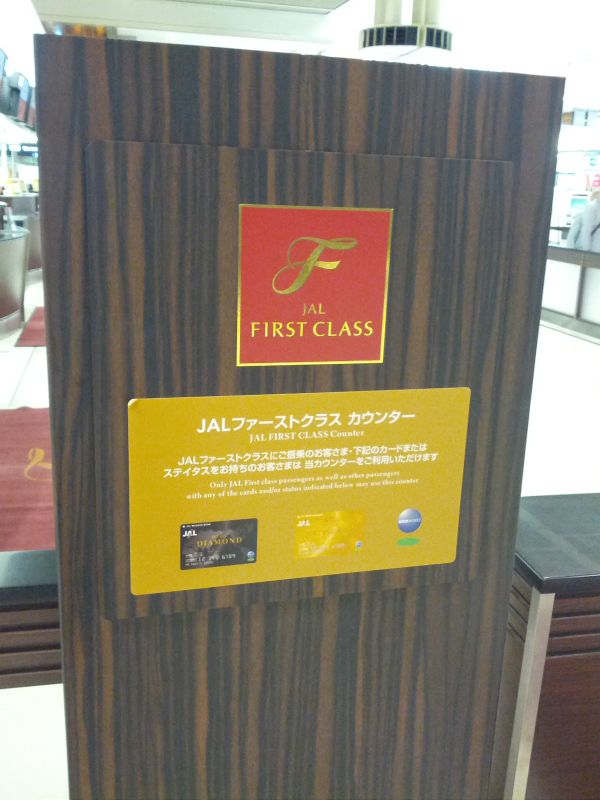 F
JAL
FIRST CLASS
JALファーストクラス カウンター
JAL FIRST CLASS Counter
JALファーストクラスにご搭乗のお客さま・下記のカードまたは
ステイタスをお持ちのお客さまは 当カウンターをご利用いただけます
Only JAL First class passengers as well as other passengers
with any of the cards and/or status indicated below may use this counter
JAL
DIAMOND
JAL
oneworld